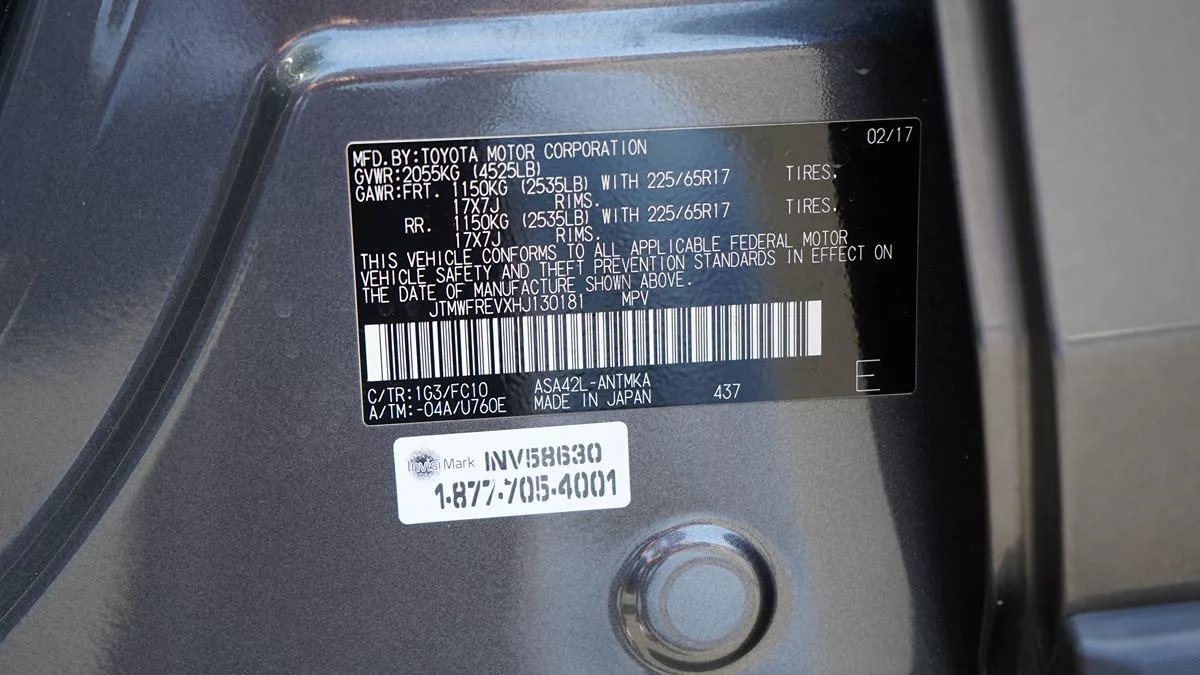 02/17
MFD.BY:TOYOTA MOTOR CORPORATION
GVWR:2055KG (4525LB)
GAWR:FRT. 1150KG (2535LB) WITH 225/65R17 TIRES.
17X7J RIMS.
RR. 1150KG (2535LB) WITH 225/65R17 TIRES.
17X7J RIMS.
THIS VEHICLE CONFORMS TO ALL APPLICABLE FEDERAL MOTOR
VEHICLE SAFETY AND THEFT PREVENTION STANDARDS IN EFFECT ON
THE DATE OF MANUFACTURE SHOWN ABOVE.
JTMWFREVXHJ130181 MPV
C/TR:1G3/FC10 ASA42L-ANTMKA 437 E
A/TM:-04A/U760E MADE IN JAPAN
InvisiMark INV58630
1·877·705·4001